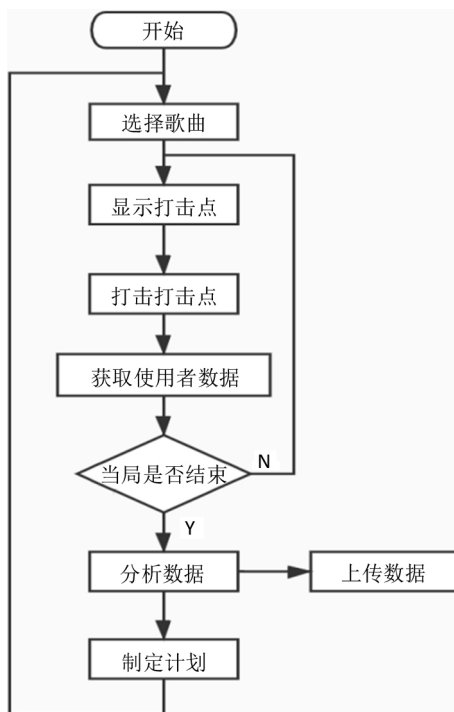 开始
选择歌曲
显示打击点
打击打击点
获取使用者数据
当局是否结束
N
Y
分析数据
上传数据
制定计划